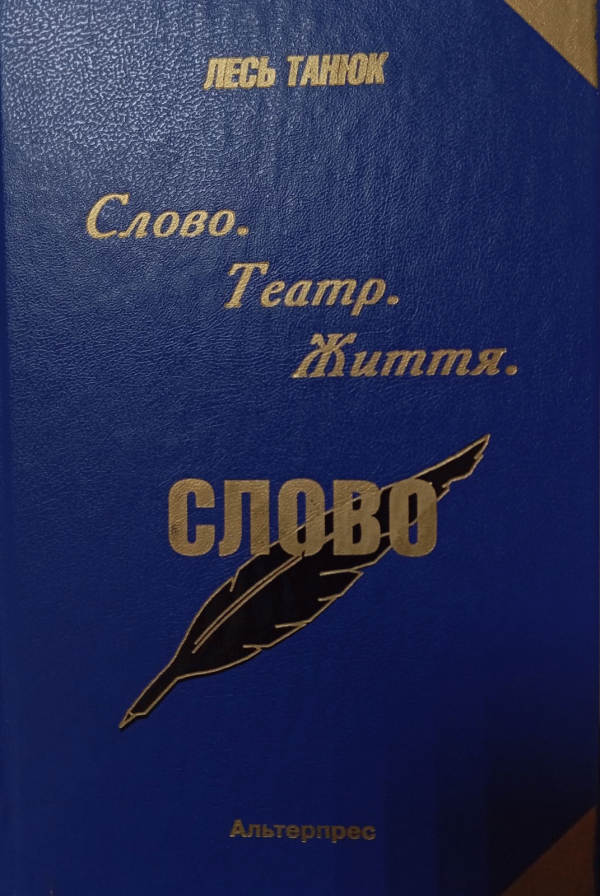 ЛЕСЬ ТАНЮК
Слово.
Театр.
Життя.
СЛОВО
Альтерпрес